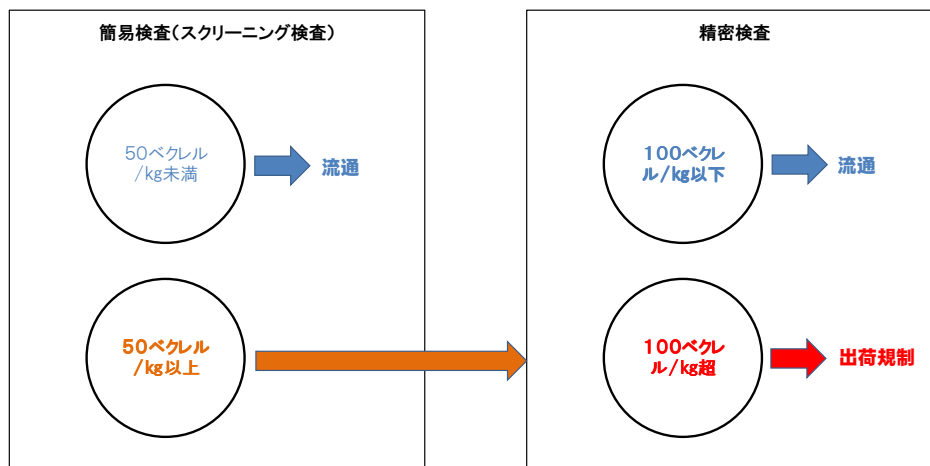 簡易検査(スクリーニング検査)
50ベクレル
/kg未満
流通
50ベクレル
/kg以上
精密検査
100ベクレ
ル/kg以下
流通
100ベクレ
ル/kg超
出荷規制